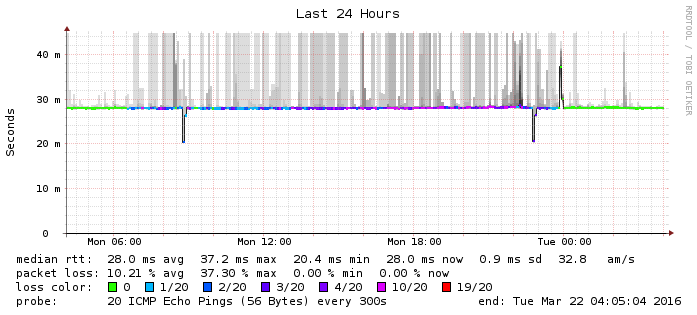 Last 24 Hours
RRDTOOL / TOBI OETIKER
Seconds
40 m
30 m
20 m
10 m
0
Mon 06:00 Mon 12:00 Mon 18:00 Tue 00:00
median rtt: 28.0 ms avg 37.2 ms max 20.4 ms min 28.0 ms now 0.9 ms sd 32.8 am/s
packet loss: 10.21 % avg 37.30 % max 0.00 % min 0.00 % now
loss color: 0 1/20 2/20 3/20 4/20 10/20 19/20
probe: 20 ICMP Echo Pings (56 Bytes) every 300s end: Tue Mar 22 04:05:04 2016